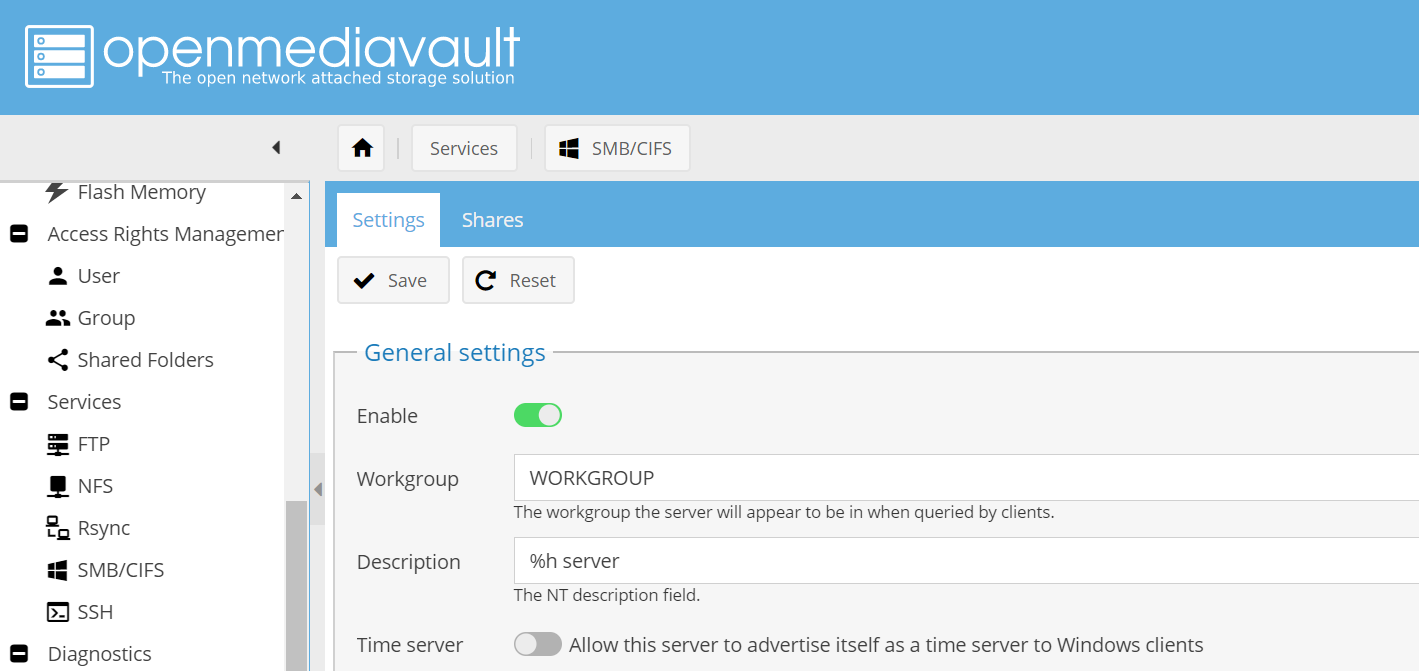 openmediavault
The open network attached storage solution
Services
SMB/CIFS
Flash Memory
Access Rights Managemen
User
Group
Shared Folders
Services
FTP
NFS
Rsync
SMB/CIFS
SSH
Diagnostics
Settings Shares
Save Reset
General settings
Enable
Workgroup WORKGROUP
The workgroup the server will appear to be in when queried by clients.
Description %h server
The NT description field.
Time server Allow this server to advertise itself as a time server to Windows clients